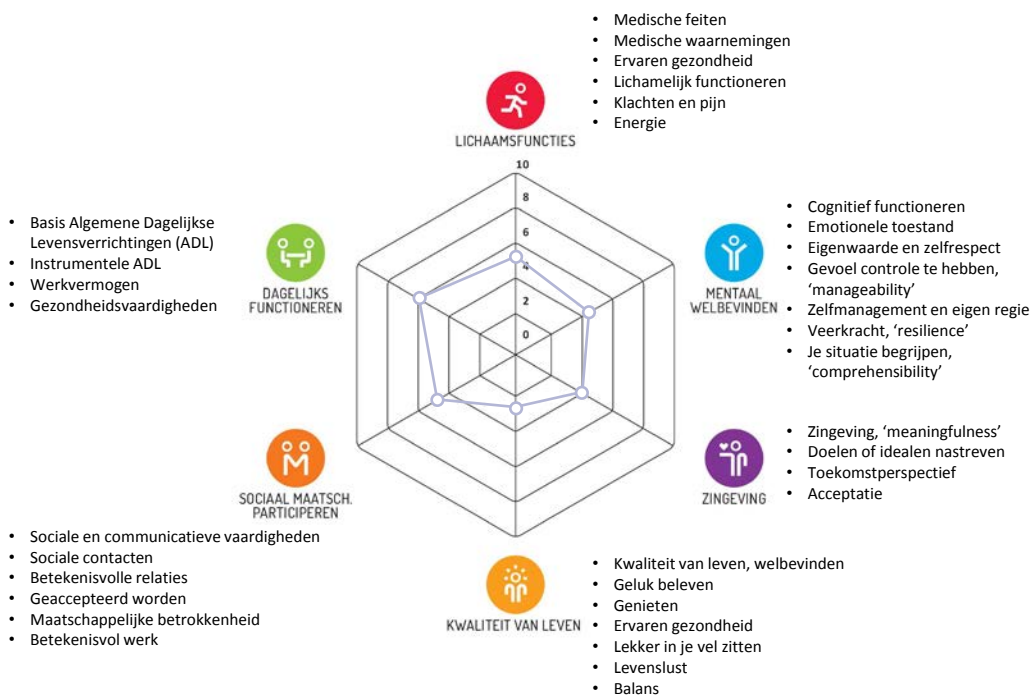 • Medische feiten
• Medische waarnemingen
• Ervaren gezondheid
• Lichamelijk functioneren
• Klachten en pijn
• Energie
LICHAAMSFUNCTIES
10
8
6
4
2
0
• Basis Algemene Dagelijkse
Levensverrichtingen (ADL)
• Instrumentele ADL
• Werkvermogen
• Gezondheidsvaardigheden
DAGELIJKS
FUNCTIONEREN
MENTAAL
WELBEVINDEN
• Cognitief functioneren
• Emotionele toestand
• Eigenwaarde en zelfrespect
• Gevoel controle te hebben,
‘manageability’
• Zelfmanagement en eigen regie
• Veerkracht, ‘resilience’
• Je situatie begrijpen,
‘comprehensibility’
SOCIAAL MAATSCH.
PARTICIPEREN
ZINGEVING
• Zingeving, ‘meaningfulness’
• Doelen of idealen nastreven
• Toekomstperspectief
• Acceptatie
• Sociale en communicatieve vaardigheden
• Sociale contacten
• Betekenisvolle relaties
• Geaccepteerd worden
• Maatschappelijke betrokkenheid
• Betekenisvol werk
KWALITEIT VAN LEVEN
• Kwaliteit van leven, welbevinden
• Geluk beleven
• Genieten
• Ervaren gezondheid
• Lekker in je vel zitten
• Levenslust
• Balans